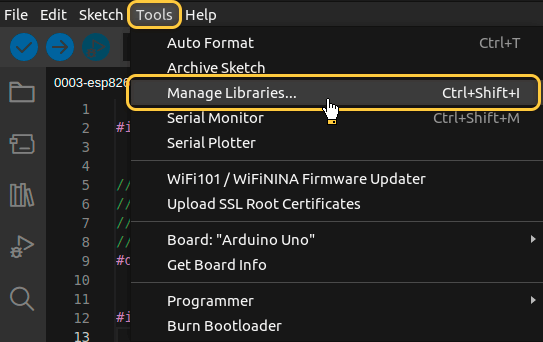 File Edit Sketch Tools Help
Auto Format Ctrl+T
0003-esp826 Archive Sketch
1 Manage Libraries... Ctrl+Shift+I
2 #i Serial Monitor Ctrl+Shift+M
3 Serial Plotter
5 // WiFi101 / WiFiNINA Firmware Updater
6 // Upload SSL Root Certificates
7 //
8 // Board: "Arduino Uno"
9 #d Get Board Info
10
11 Programmer
12 #i Burn Bootloader
13